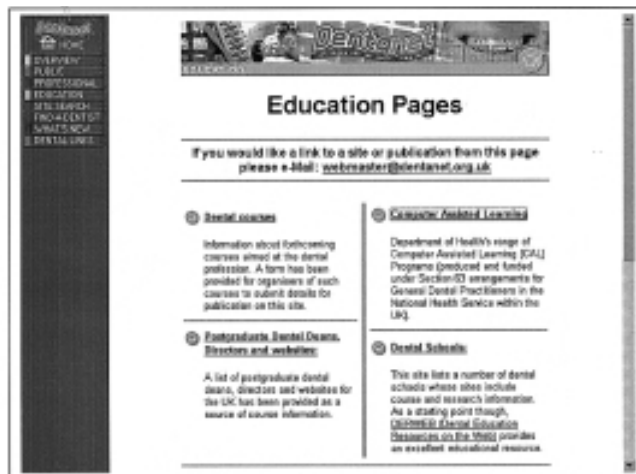 HOME
OVERVIEW
PUBLIC
PROFESSIONAL
EDUCATION
SITE SEARCH
FIND-A-DENTIST
WHAT'S NEW
DENTAL LINKS
Dentanet
Education Pages
If you would like a link to a site or publication from this page
please e-Mail: webmaster@dentanet.org.uk
Dental courses
Information about forthcoming
courses aimed at the dental
profession. A form has been
provided for organisers of such
courses to submit details for
publication on this site.
Postgraduate Dental Deans,
Directors and websites:
A list of postgraduate dental
deans, directors and websites for
the UK has been provided as a
source of course information.
Computer Assisted Learning
Department of Health's range of
Computer Assisted Learning [CAL]
Programs (produced and funded
under Section 63 arrangements for
General Dental Practitioners in the
National Health Service within the
UK).
Dental Schools:
This site lists a number of dental
schools whose sites include
course and research information.
As a starting point though,
DERWEB (Dental Education
Resources on the Web) provides
an excellent educational resource.